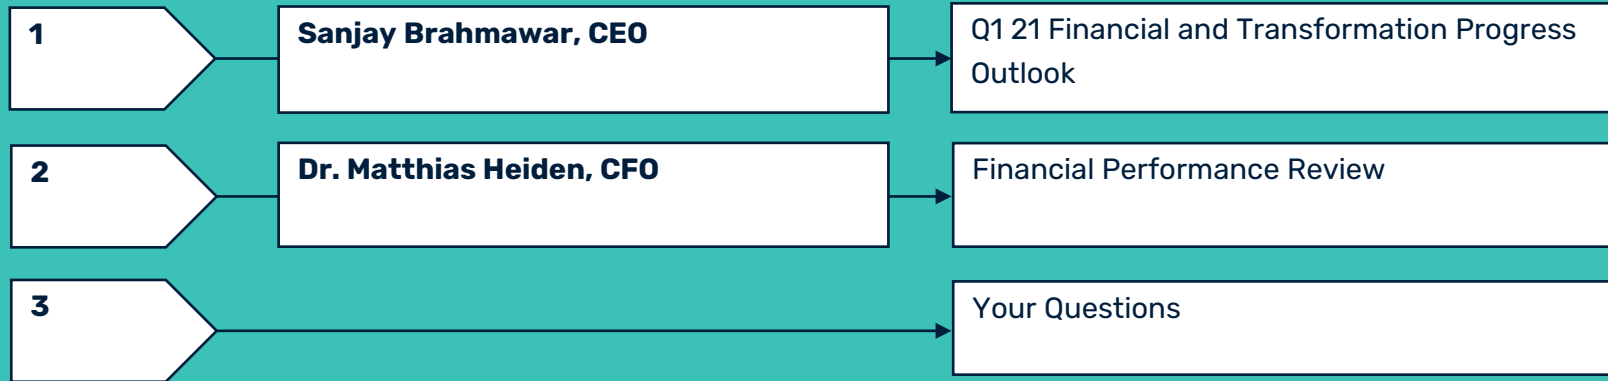 1
Sanjay Brahmawar, CEO
Q1 21 Financial and Transformation Progress
Outlook
2
Dr. Matthias Heiden, CFO
Financial Performance Review
3
Your Questions